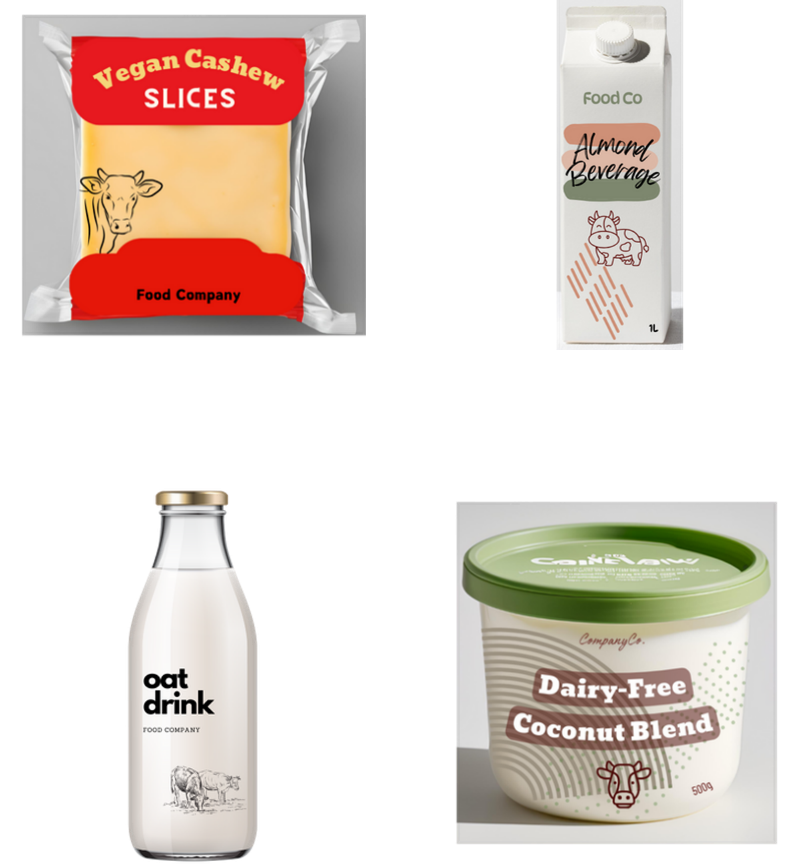 Vegan Cashew
SLICES
Food Company
Food Co
Almond
Beverage
1L
oat
drink
FOOD COMPANY
CompanyCo.
Dairy-Free
Coconut Blend
500g